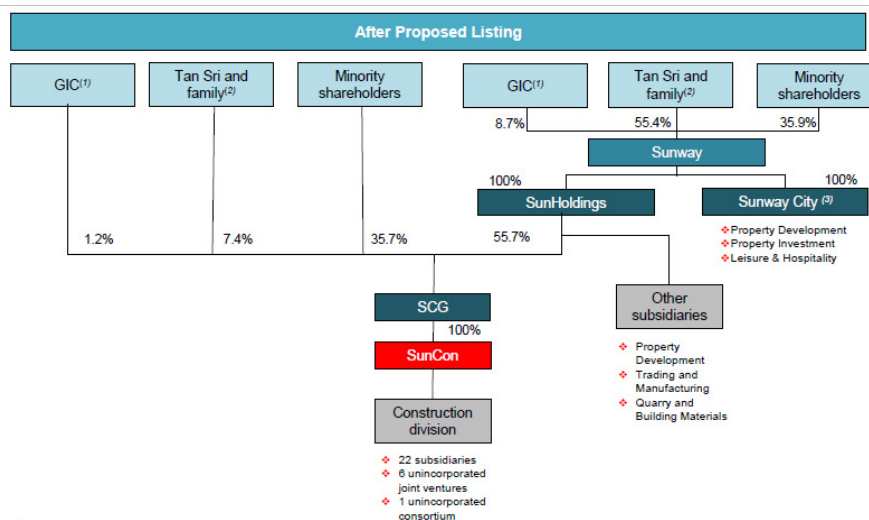 After Proposed Listing
GIC(1)
Tan Sri and
family(2)
Minority
shareholders
GIC(1)
Tan Sri and
family(2)
Minority
shareholders
8.7%
55.4%
35.9%
Sunway
100%
100%
SunHoldings
Sunway City (3)
❖Property Development
❖Property Investment
❖Leisure & Hospitality
1.2%
7.4%
35.7%
55.7%
SCG
100%
SunCon
Other
subsidiaries
❖ Property
Development
❖ Trading and
Manufacturing
❖ Quarry and
Building Materials
Construction
division
❖ 22 subsidiaries
❖ 6 unincorporated
joint ventures
❖ 1 unincorporated
consortium